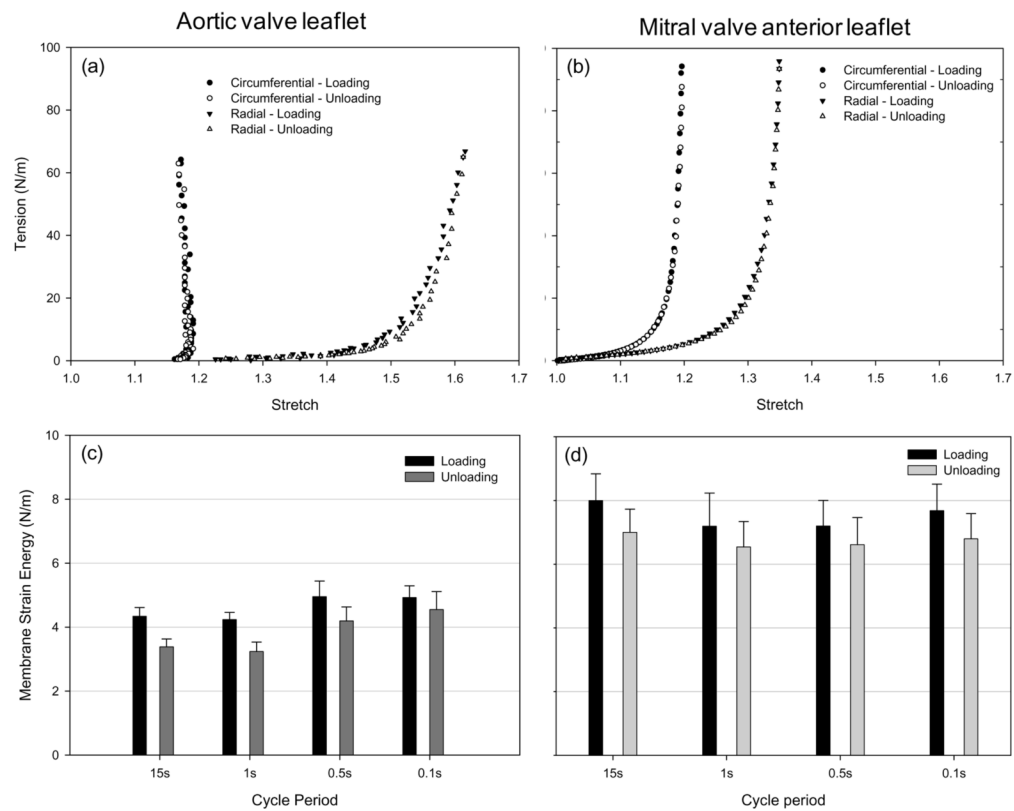 Aortic valve leaflet
Mitral valve anterior leaflet
(a)
Circumferential - Loading
Circumferential - Unloading
Radial - Loading
Radial - Unloading
100
80
60
40
20
0
Tension (N/m)
1.0 1.1 1.2 1.3 1.4 1.5 1.6 1.7
Stretch
(b)
Circumferential - Loading
Circumferential - Unloading
Radial - Loading
Radial - Unloading
1.0 1.1 1.2 1.3 1.4 1.5 1.6 1.7
Stretch
(c)
Loading
Unloading
10
8
6
4
2
0
Membrane Strain Energy (N/m)
15s 1s 0.5s 0.1s
Cycle Period
(d)
Loading
Unloading
15s 1s 0.5s 0.1s
Cycle period